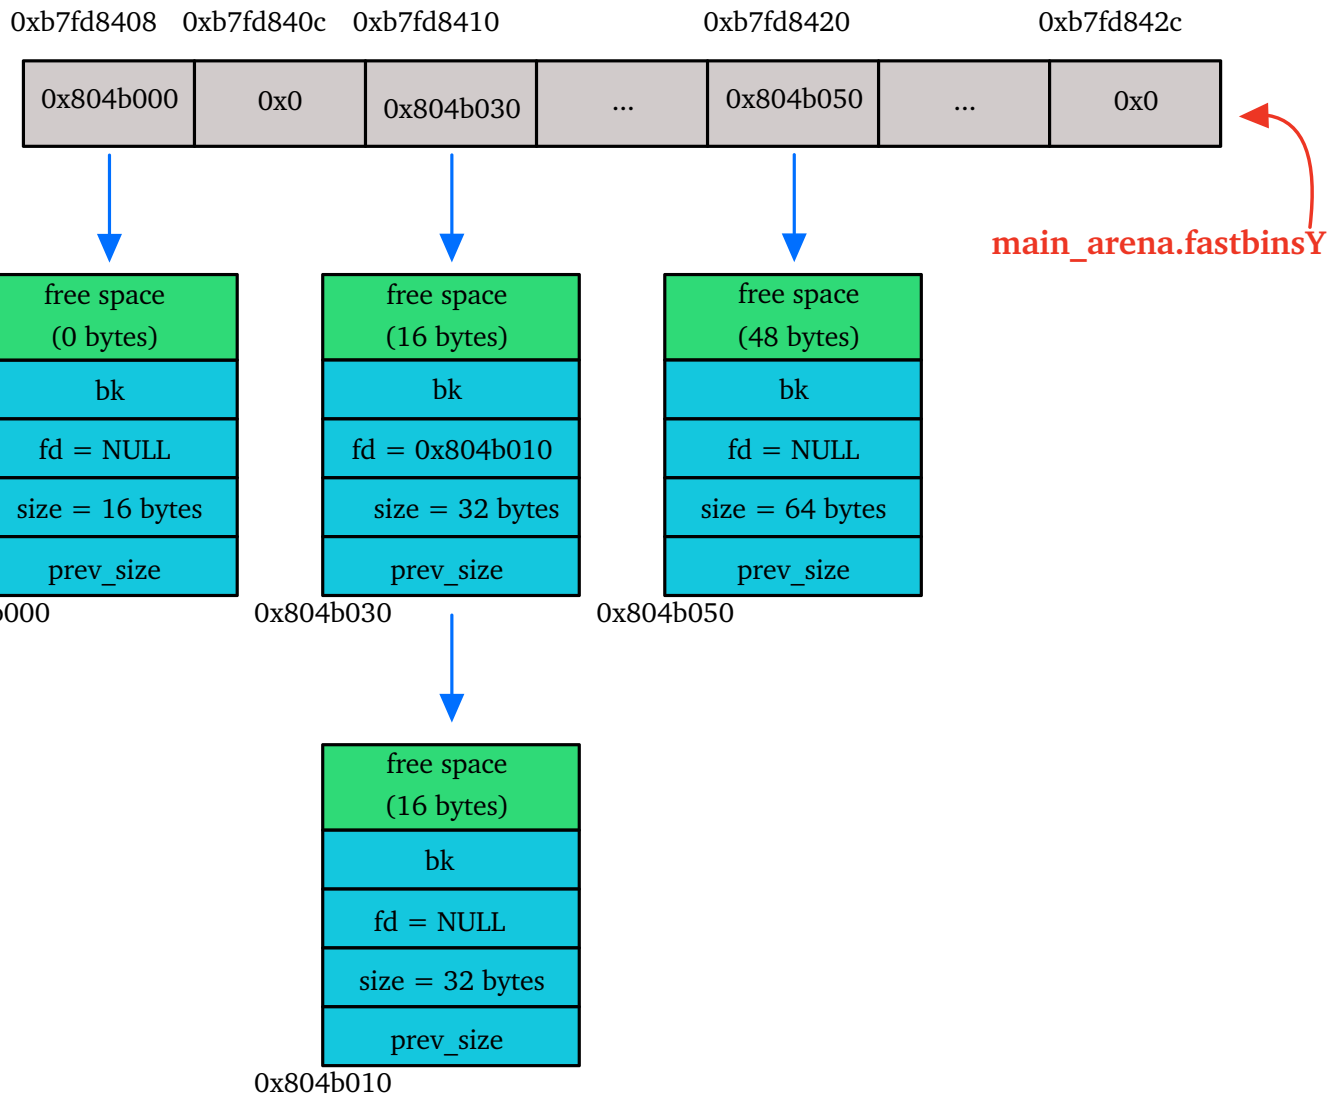 0xb7fd8408 0xb7fd840c 0xb7fd8410 0xb7fd8420 0xb7fd842c
0x804b000 0x0 0x804b030 ... 0x804b050 ... 0x0
main_arena.fastbinsY
free space
(0 bytes)
bk
fd = NULL
size = 16 bytes
prev_size
b000
free space
(16 bytes)
bk
fd = 0x804b010
size = 32 bytes
prev_size
0x804b030
free space
(48 bytes)
bk
fd = NULL
size = 64 bytes
prev_size
0x804b050
free space
(16 bytes)
bk
fd = NULL
size = 32 bytes
prev_size
0x804b010